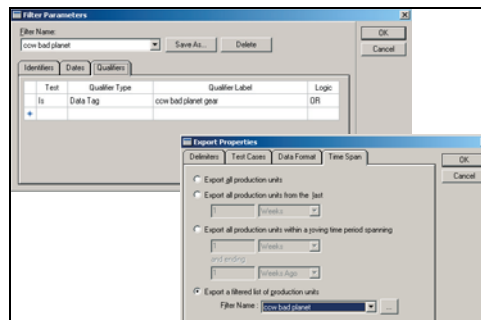 Filter Parameters
Filter Name:
ccw bad planet
Save As...
Delete
OK
Cancel
Identifiers
Dates
Qualifiers
Test
Qualifier Type
Qualifier Label
Logic
Is
Data Tag
ccw bad planet gear
OR
Export Properties
Delimiters
Test Cases
Data Format
Time Span
OK
Cancel
Export all production units
Export all production units from the last
1
Weeks
Export all production units within a roving time period spanning
1
Weeks
and ending
1
Weeks Ago
Export a filtered list of production units
Filter Name :
ccw bad planet
...